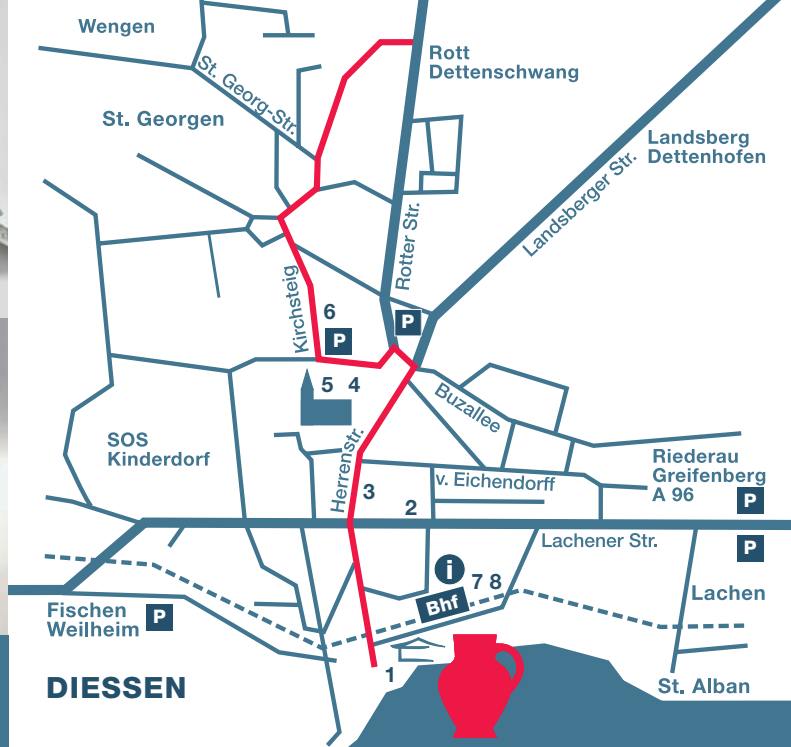 Wengen
St. Georg-Str.
Rott
Dettenschwang
St. Georgen
Landsberg
Dettenhofen
Landsberger Str.
Rotter Str.
Kirchsteig
6
P
P
5 4
Buzallee
SOS
Kinderdorf
Herrenstr.
Riederau
Greifenberg
A 96
P
v. Eichendorff
3
2
Lachener Str.
P
i
7 8
Bhf
Lachen
Fischen
Weilheim
P
1
DIESSEN
St. Alban